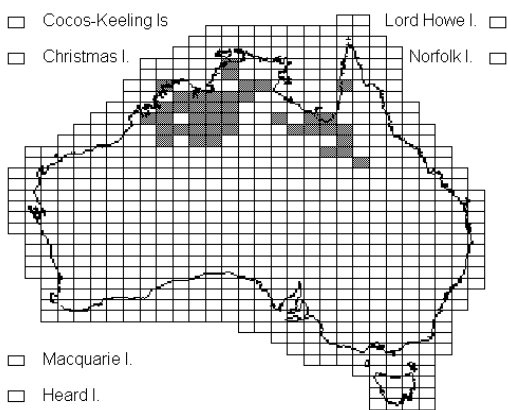 Cocos-Keeling Is
Lord Howe I.
Christmas I.
Norfolk I.
Macquarie I.
Heard I.